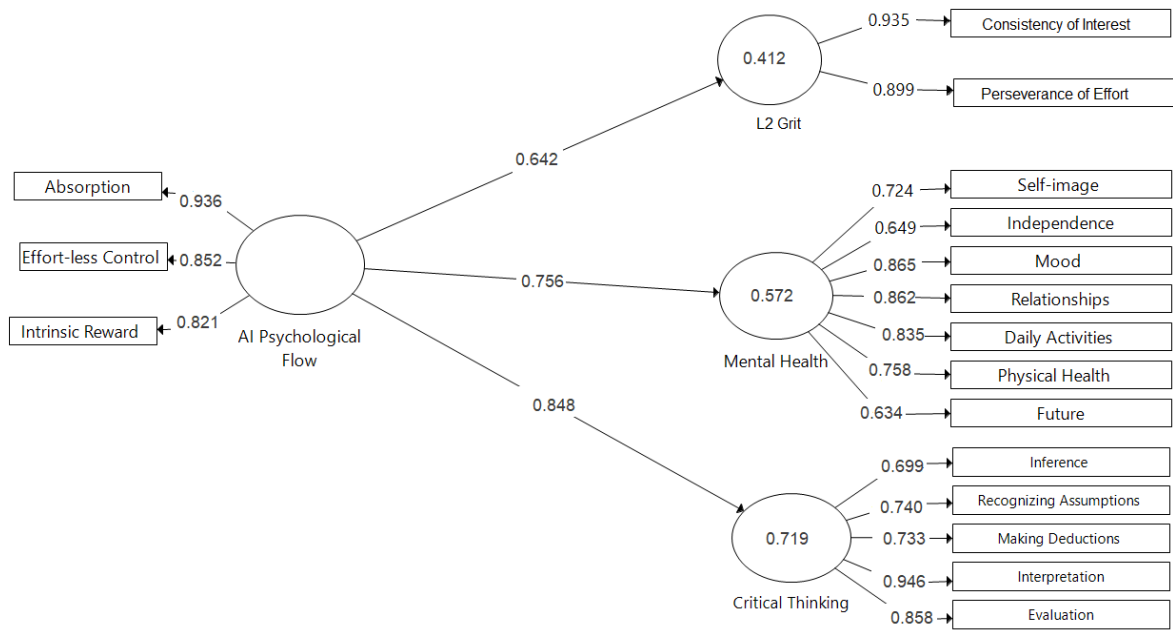 0.935
Consistency of Interest
0.412
0.899
Perseverance of Effort
L2 Grit
0.642
Absorption
0.936
Effort-less Control
0.852
Intrinsic Reward
0.821
AI Psychological
Flow
0.756
0.724
Self-image
0.649
Independence
0.865
Mood
0.572
0.862
Relationships
0.835
Daily Activities
Mental Health
0.758
Physical Health
0.634
Future
0.848
0.699
Inference
0.740
Recognizing Assumptions
0.719
0.733
Making Deductions
0.946
Interpretation
Critical Thinking
0.858
Evaluation